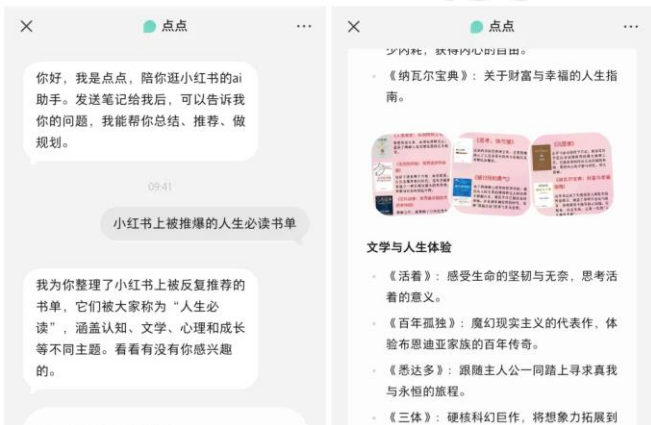 点点
你好，我是点点，陪你逛小红书的ai
助手。发送笔记给我后，可以告诉我
你的问题，我能帮你总结、推荐、做
规划。
09:41
小红书上被推爆的人生必读书单
我为你整理了小红书上被反复推荐的
书单，它们被大家称为“人生必
读”，涵盖认知、文学、心理和成长
等不同主题。看看有没有你感兴趣
的。
点点
少内耗，获得内心的自由。
《纳瓦尔宝典》：关于财富与幸福的人生指
南。
文学与人生体验
《活着》：感受生命的坚韧与无奈，思考活
着的意义。
《百年孤独》：魔幻现实主义的代表作，体
验布恩迪亚家族的百年传奇。
《悉达多》：跟随主人公一同踏上寻求真我
与永恒的旅程。
《三体》：硬核科幻巨作，将想象力拓展到